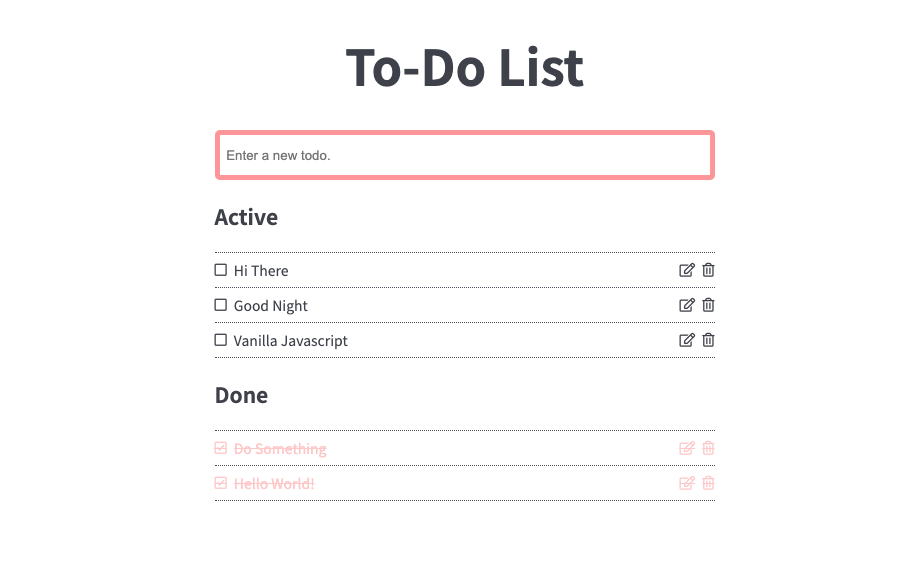 To-Do List
Enter a new todo.
Active
Hi There
Good Night
Vanilla Javascript
Done
Do Something
Hello World!